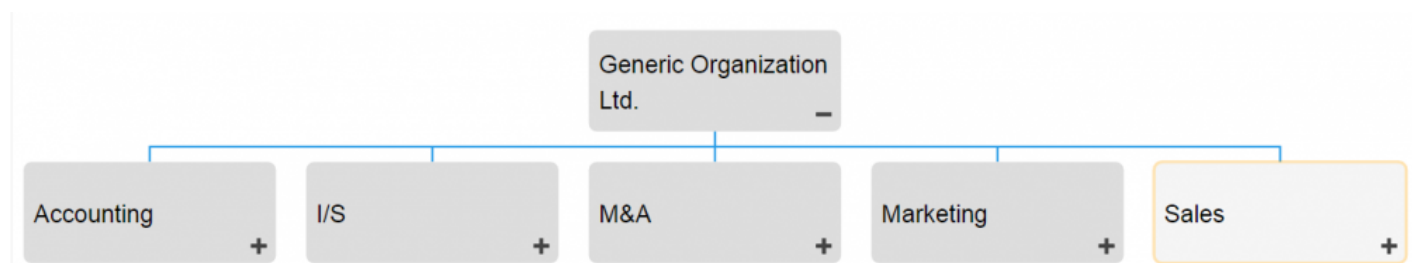 Generic Organization
Ltd.
Accounting
I/S
M&A
Marketing
Sales